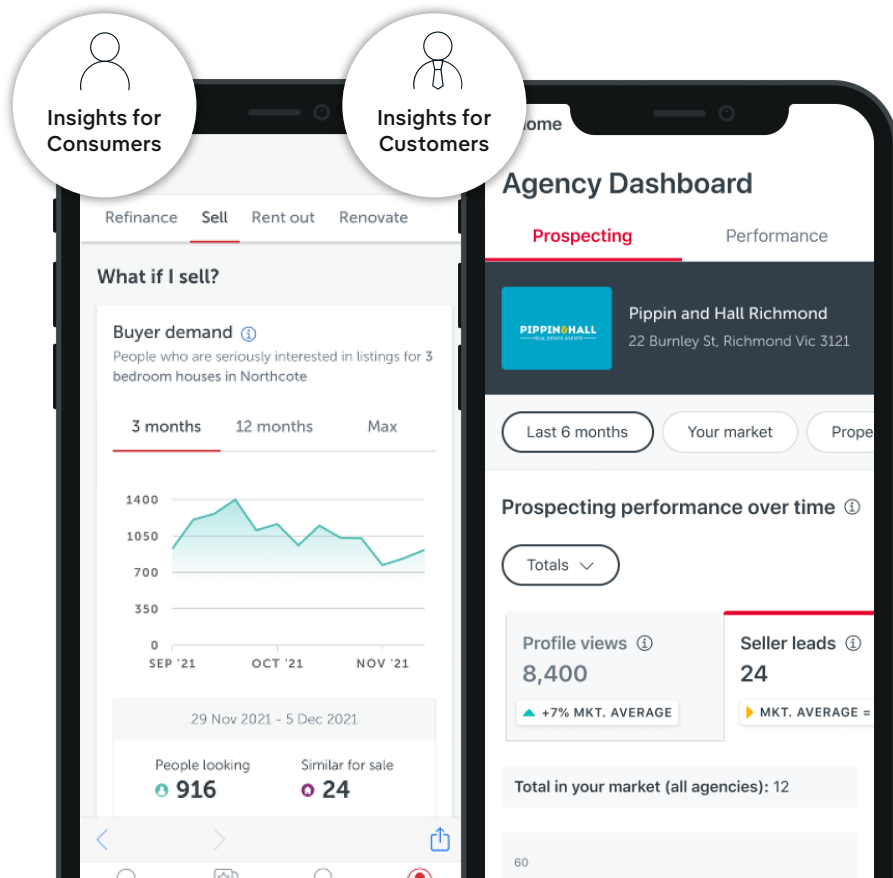 Insights for
Consumers
Refinance Sell Rent out Renovate
What if I sell?
Buyer demand
People who are seriously interested in listings for 3
bedroom houses in Northcote
3 months 12 months Max
1400
1050
700
350
0
SEP '21 OCT '21 NOV '21
29 Nov 2021 - 5 Dec 2021
People looking Similar for sale
916 24
Insights for
Customers
ome
Agency Dashboard
Prospecting Performance
PIPPIN&HALL
REAL ESTATE AGENTS
Pippin and Hall Richmond
22 Burnley St, Richmond Vic 3121
Last 6 months Your market Prope
Prospecting performance over time
Totals
Profile views Seller leads
8,400 24
+7% MKT. AVERAGE MKT. AVERAGE =
Total in your market (all agencies): 12
60